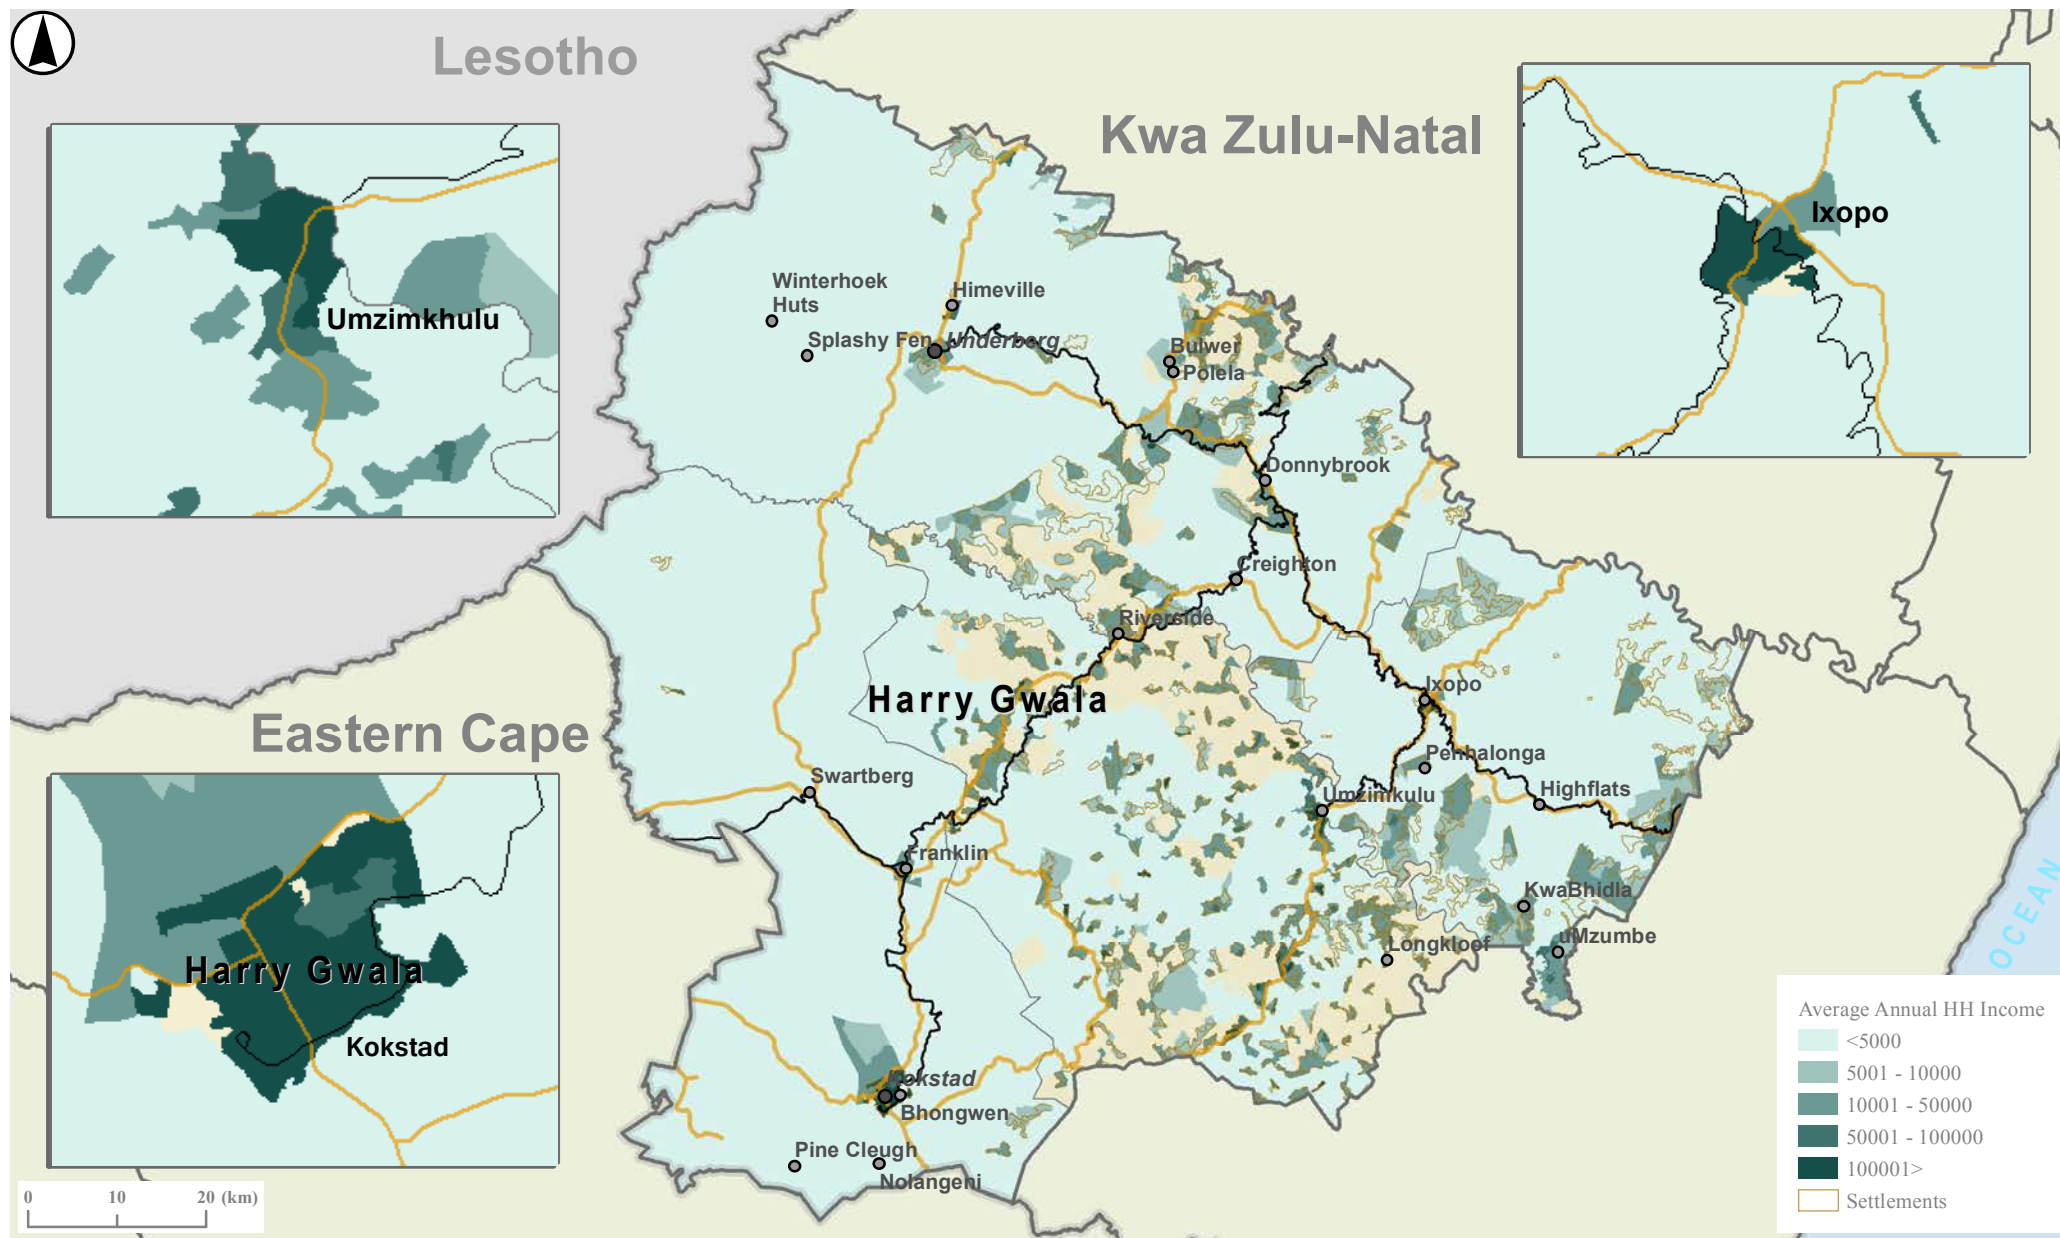 Lesotho
Kwa Zulu-Natal
Eastern Cape
Umzimkhulu
Ixopo
Harry Gwala
Kokstad
Winterhoek
Huts
Himeville
Splashy Fen
Underberg
Bulwer
Polela
Donnybrook
Creighton
Riverside
Harry Gwala
Ixopo
Penhalonga
Swartberg
Umzimkulu
Highflats
Franklin
KwaBhidla
uMzumbe
Longkloof
Kokstad
Bhongwen
Pine Cleugh
Nolangeni
OCEAN
Average Annual HH Income
<5000
5001 - 10000
10001 - 50000
50001 - 100000
100001>
Settlements
0 10 20 (km)